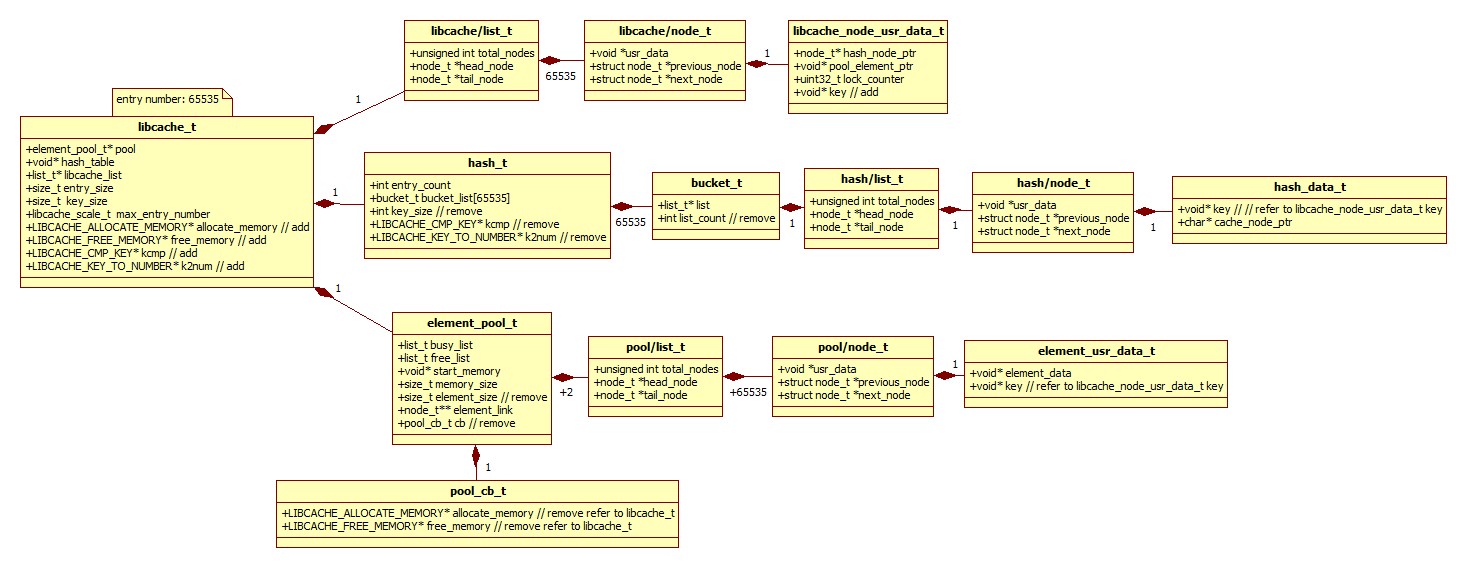 entry number: 65535
libcache_t
+element_pool_t* pool
+void* hash_table
+list_t* libcache_list
+size_t entry_size
+size_t  key_size
+libcache_scale_t  max_entry_number
+LIBCACHE_ALLOCATE_MEMORY* allocate_memory // add
+LIBCACHE_FREE_MEMORY* free_memory // add
+LIBCACHE_CMP_KEY* kcmp // add
+LIBCACHE_KEY_TO_NUMBER* k2num // add
1
libcache/list_t
+unsigned int total_nodes
+node_t *head_node
+node_t *tail_node
65535
libcache/node_t
+void *usr_data
+struct node_t *previous_node
+struct node_t *next_node
1
libcache_node_usr_data_t
+node_t* hash_node_ptr
+void* pool_element_ptr
+uint32_t lock_counter
+void* key // add
1
hash_t
+int entry_count
+bucket_t bucket_list[65535]
+int key_size // remove
+LIBCACHE_CMP_KEY* kcmp // remove
+LIBCACHE_KEY_TO_NUMBER* k2num // remove
65535
bucket_t
+list_t* list
+int list_count // remove
1
hash/list_t
+unsigned int total_nodes
+node_t *head_node
+node_t *tail_node
1
hash/node_t
+void *usr_data
+struct node_t *previous_node
+struct node_t *next_node
1
hash_data_t
+void* key // // refer to libcache_node_usr_data_t key
+char* cache_node_ptr
1
element_pool_t
+list_t busy_list
+list_t free_list
+void* start_memory
+size_t memory_size
+size_t element_size // remove
+node_t** element_link
+pool_cb_t cb // remove
+2
pool/list_t
+unsigned int total_nodes
+node_t *head_node
+node_t *tail_node
+65535
pool/node_t
+void *usr_data
+struct node_t *previous_node
+struct node_t *next_node
1
element_usr_data_t
+void* element_data
+void* key // refer to libcache_node_usr_data_t key
1
pool_cb_t
+LIBCACHE_ALLOCATE_MEMORY* allocate_memory // remove refer to libcache_t
+LIBCACHE_FREE_MEMORY* free_memory // remove refer to libcache_t